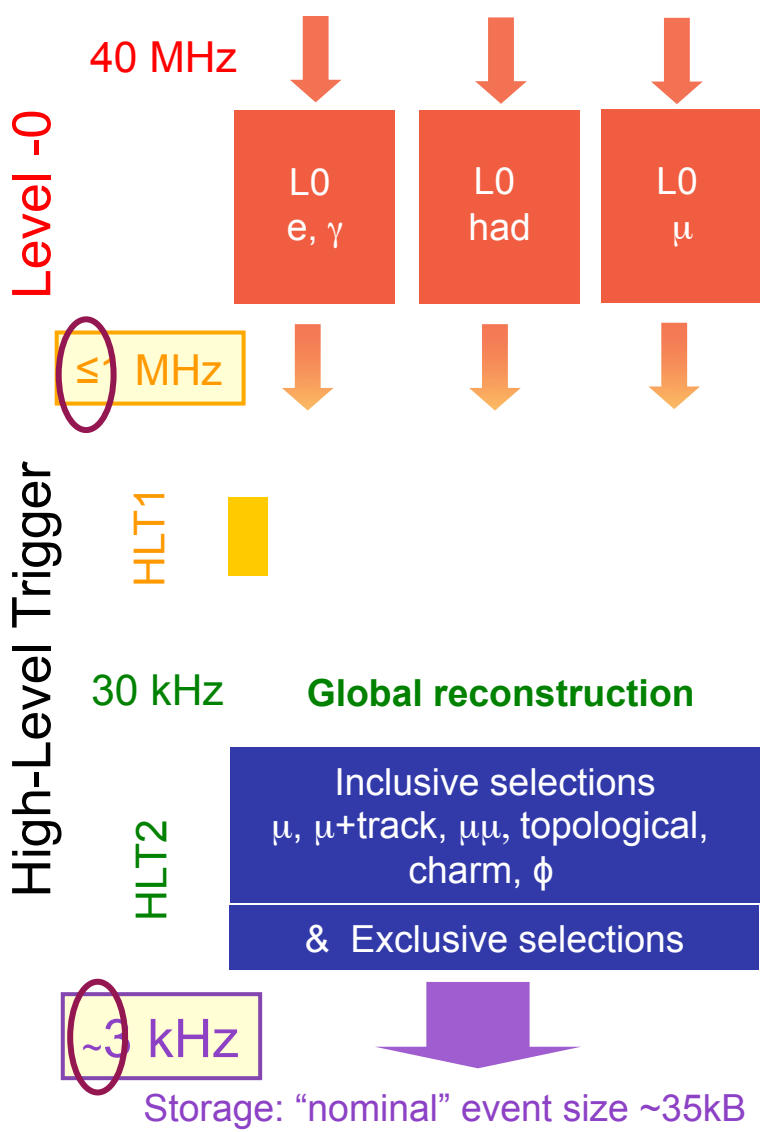 40 MHz
Level -0
L0
e, γ
L0
had
L0
μ
≤1 MHz
High-Level Trigger
HLT1
30 kHz
Global reconstruction
HLT2
Inclusive selections
μ, μ+track, μμ, topological,
charm, ϕ
& Exclusive selections
~3 kHz
Storage: “nominal” event size ~35kB